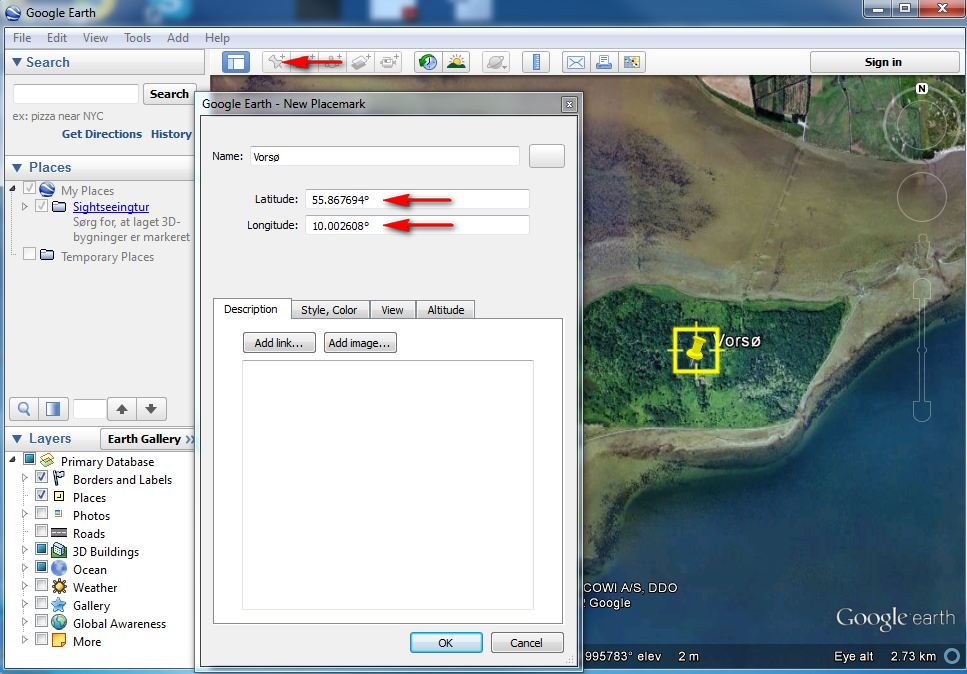 Google Earth
File Edit View Tools Add Help
Search
Sign in
Search
ex: pizza near NYC
Get Directions History
Places
My Places
Sightseeingtur
Sørg for, at laget 3D-
bygninger er markeret
Temporary Places
Layers
Earth Gallery >>
Primary Database
Borders and Labels
Places
Photos
Roads
3D Buildings
Ocean
Weather
Gallery
Global Awareness
More
Google Earth - New Placemark
Name: Vorsø
Latitude: 55.867694°
Longitude: 10.002608°
Description Style, Color View Altitude
Add link... Add image...
OK Cancel
N
Vorsø
COWI A/S, DDO
Google
Google earth
995783° elev 2 m Eye alt 2.73 km